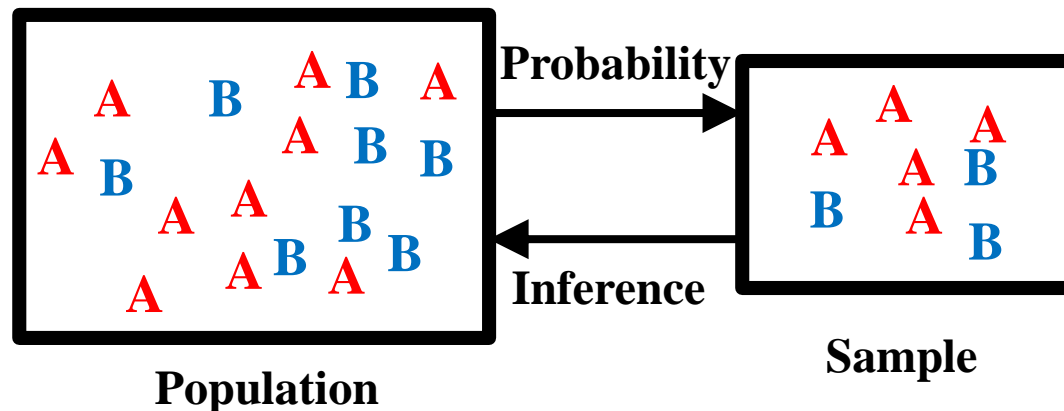 A B A B A
A B A B B
A A B B
A B A
A
Population
Probability
Inference
A A A
A B
B A B
Sample